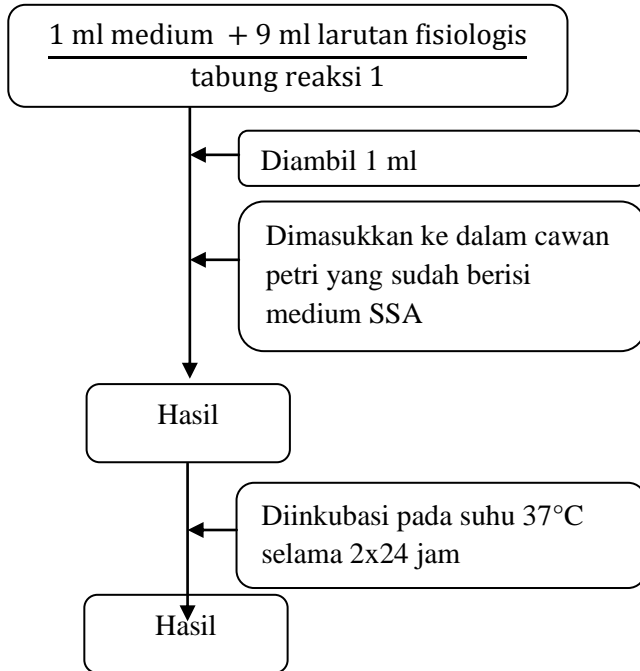 1 ml medium + 9 ml larutan fisiologis
tabung reaksi 1
Diambil 1 ml
Dimasukkan ke dalam cawan
petri yang sudah berisi
medium SSA
Hasil
Diinkubasi pada suhu 37°C
selama 2x24 jam
Hasil